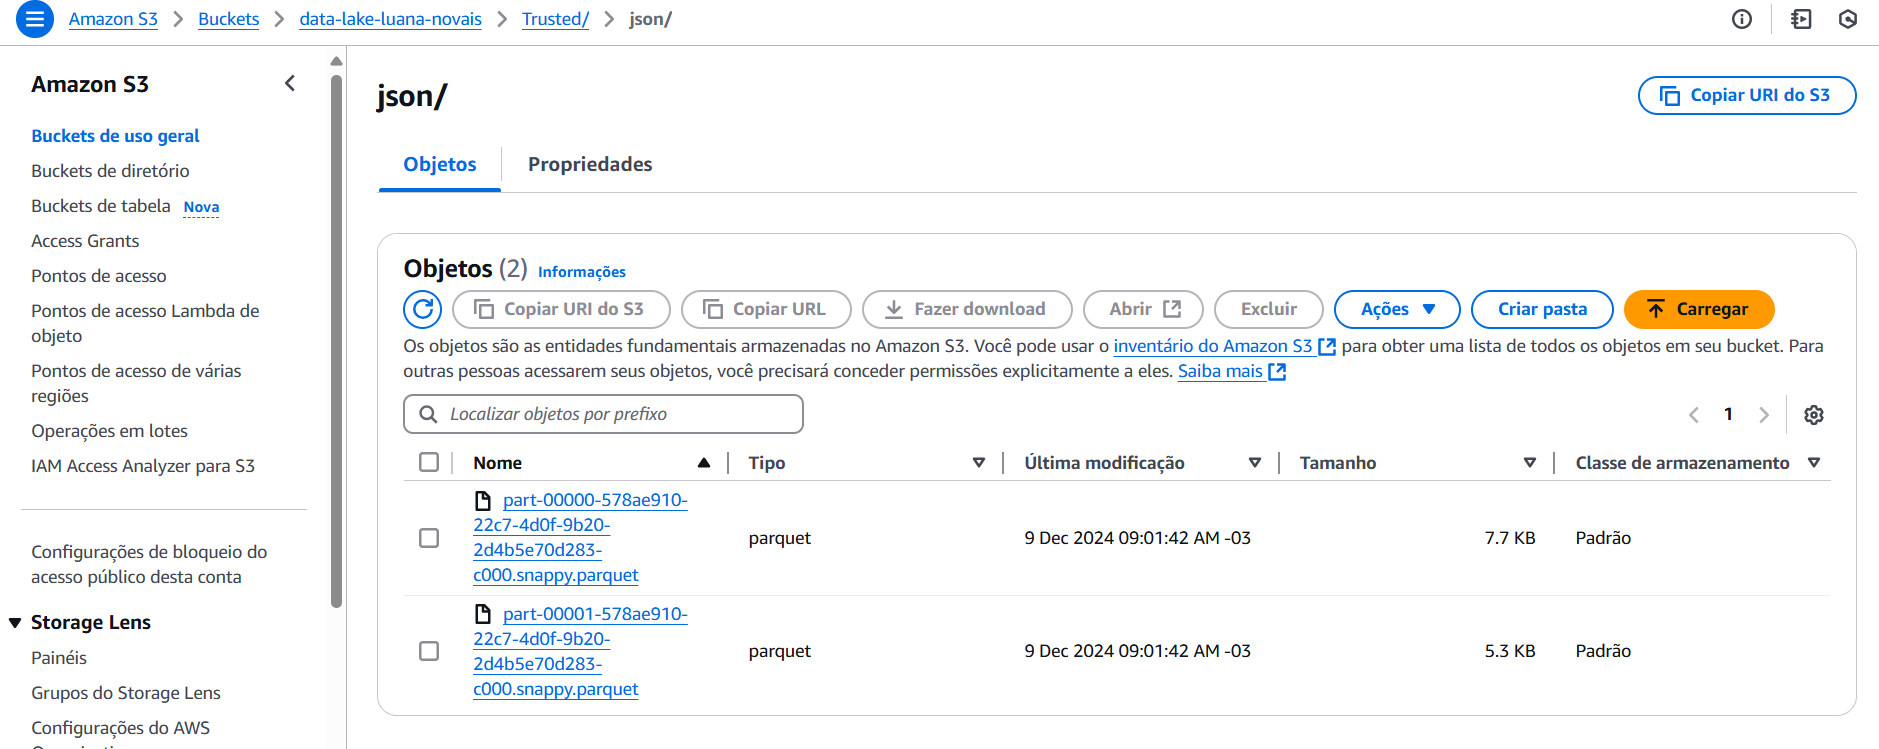 Amazon S3 > Buckets > data-lake-luana-novais > Trusted/ > json/
Amazon S3
Buckets de uso geral
Buckets de diretório
Buckets de tabela Nova
Access Grants
Pontos de acesso
Pontos de acesso Lambda de
objeto
Pontos de acesso de várias
regiões
Operações em lotes
IAM Access Analyzer para S3
Configurações de bloqueio do
acesso público desta conta
Storage Lens
Painéis
Grupos do Storage Lens
Configurações do AWS
json/
Copiar URI do S3
Objetos
Propriedades
Objetos (2) Informações
Copiar URI do S3
Copiar URL
Fazer download
Abrir
Excluir
Ações
Criar pasta
Carregar
Os objetos são as entidades fundamentais armazenadas no Amazon S3. Você pode usar o inventário do Amazon S3 para obter uma lista de todos os objetos em seu bucket. Para
outras pessoas acessarem seus objetos, você precisará conceder permissões explicitamente a eles. Saiba mais
Localizar objetos por prefixo
1
Nome Tipo Última modificação Tamanho Classe de armazenamento
part-00000-578ae910-
22c7-4d0f-9b20-
2d4b5e70d283-
c000.snappy.parquet
parquet 9 Dec 2024 09:01:42 AM -03 7.7 KB Padrão
part-00001-578ae910-
22c7-4d0f-9b20-
2d4b5e70d283-
c000.snappy.parquet
parquet 9 Dec 2024 09:01:42 AM -03 5.3 KB Padrão